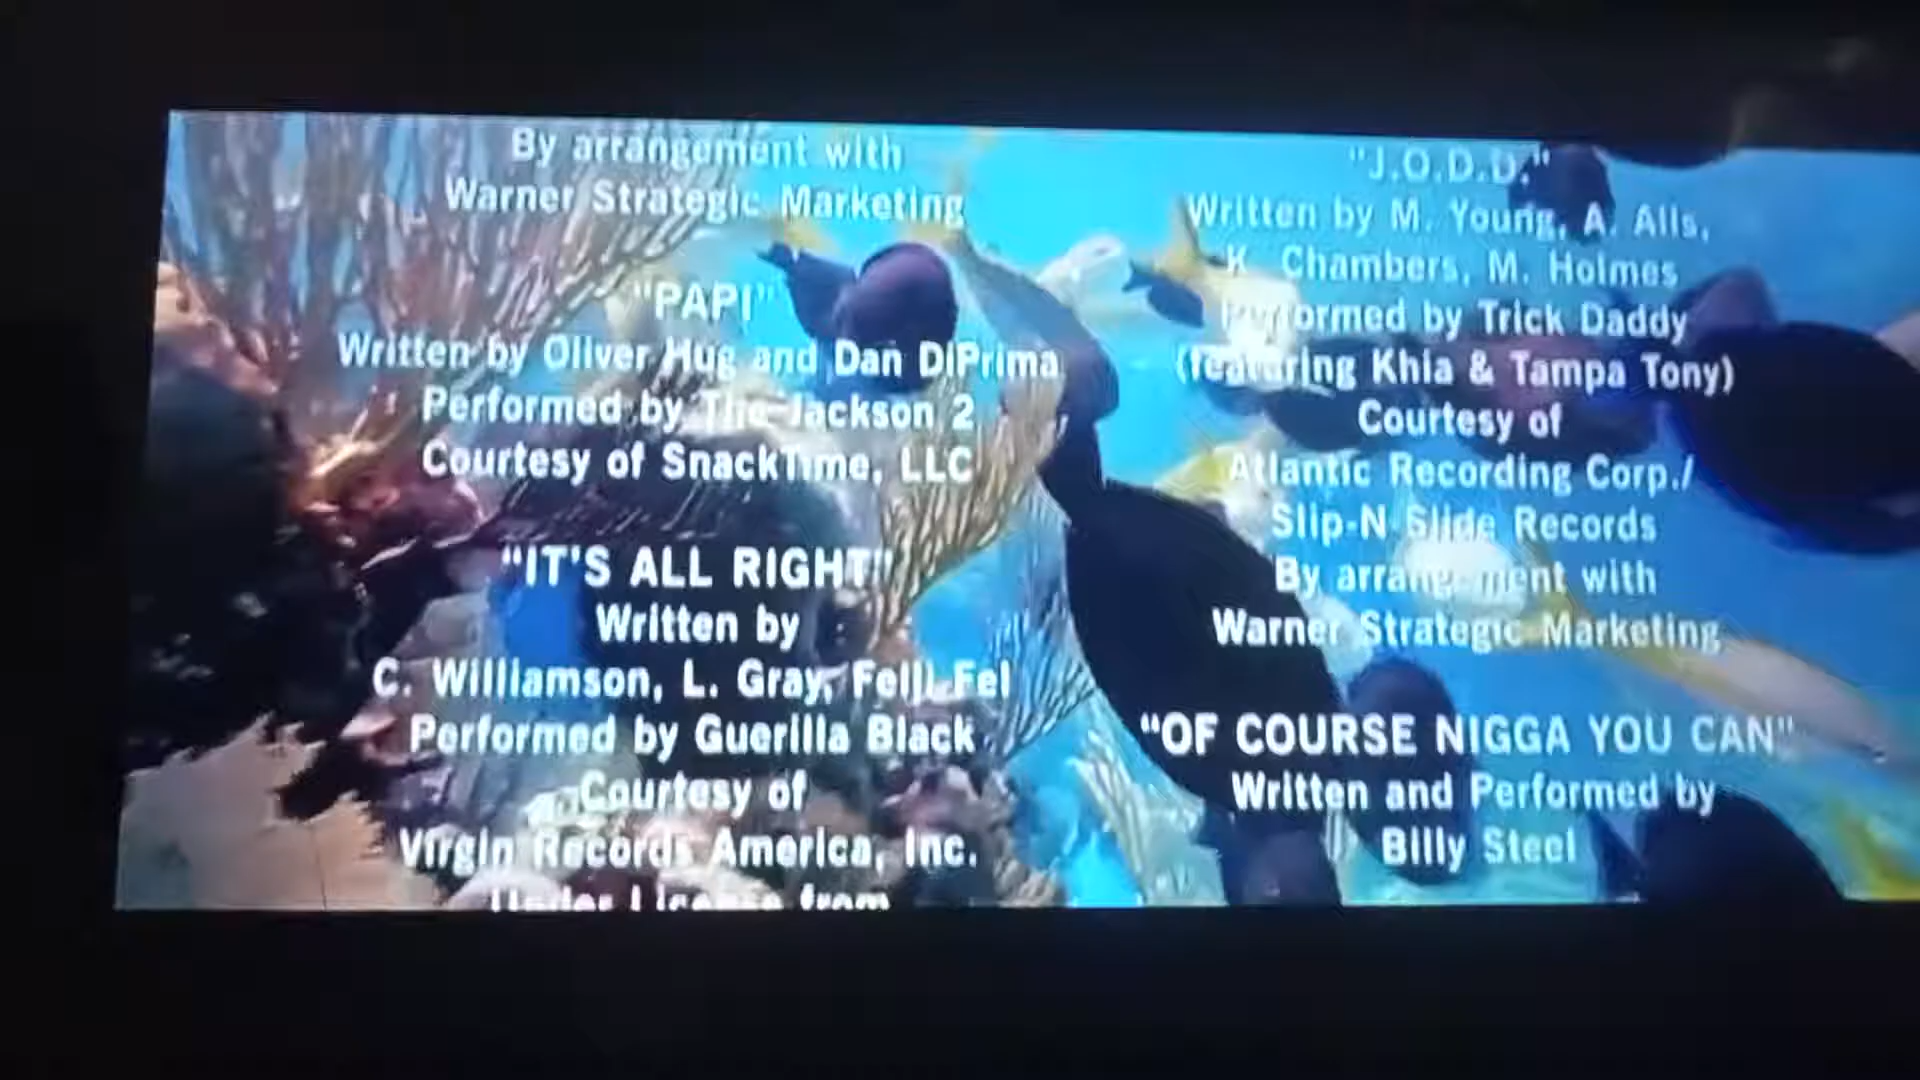 By arrangement with
Warner Strategic Marketing
"PAPI"
Written by Oliver Hug and Dan DiPrima
Performed by The Jackson 2
Courtesy of SnackTime, LLC
"IT'S ALL RIGHT"
Written by
C. Williamson, L. Gray, Felli Fel
Performed by Guerilla Black
Courtesy of
Virgin Records America, Inc.
Under License from
"J.O.D.D."
Written by M. Young, A. Alls,
K. Chambers, M. Holmes
Performed by Trick Daddy
(featuring Khia & Tampa Tony)
Courtesy of
Atlantic Recording Corp./
Slip-N-Slide Records
By arrangement with
Warner Strategic Marketing
"OF COURSE NIGGA YOU CAN"
Written and Performed by
Billy Steel